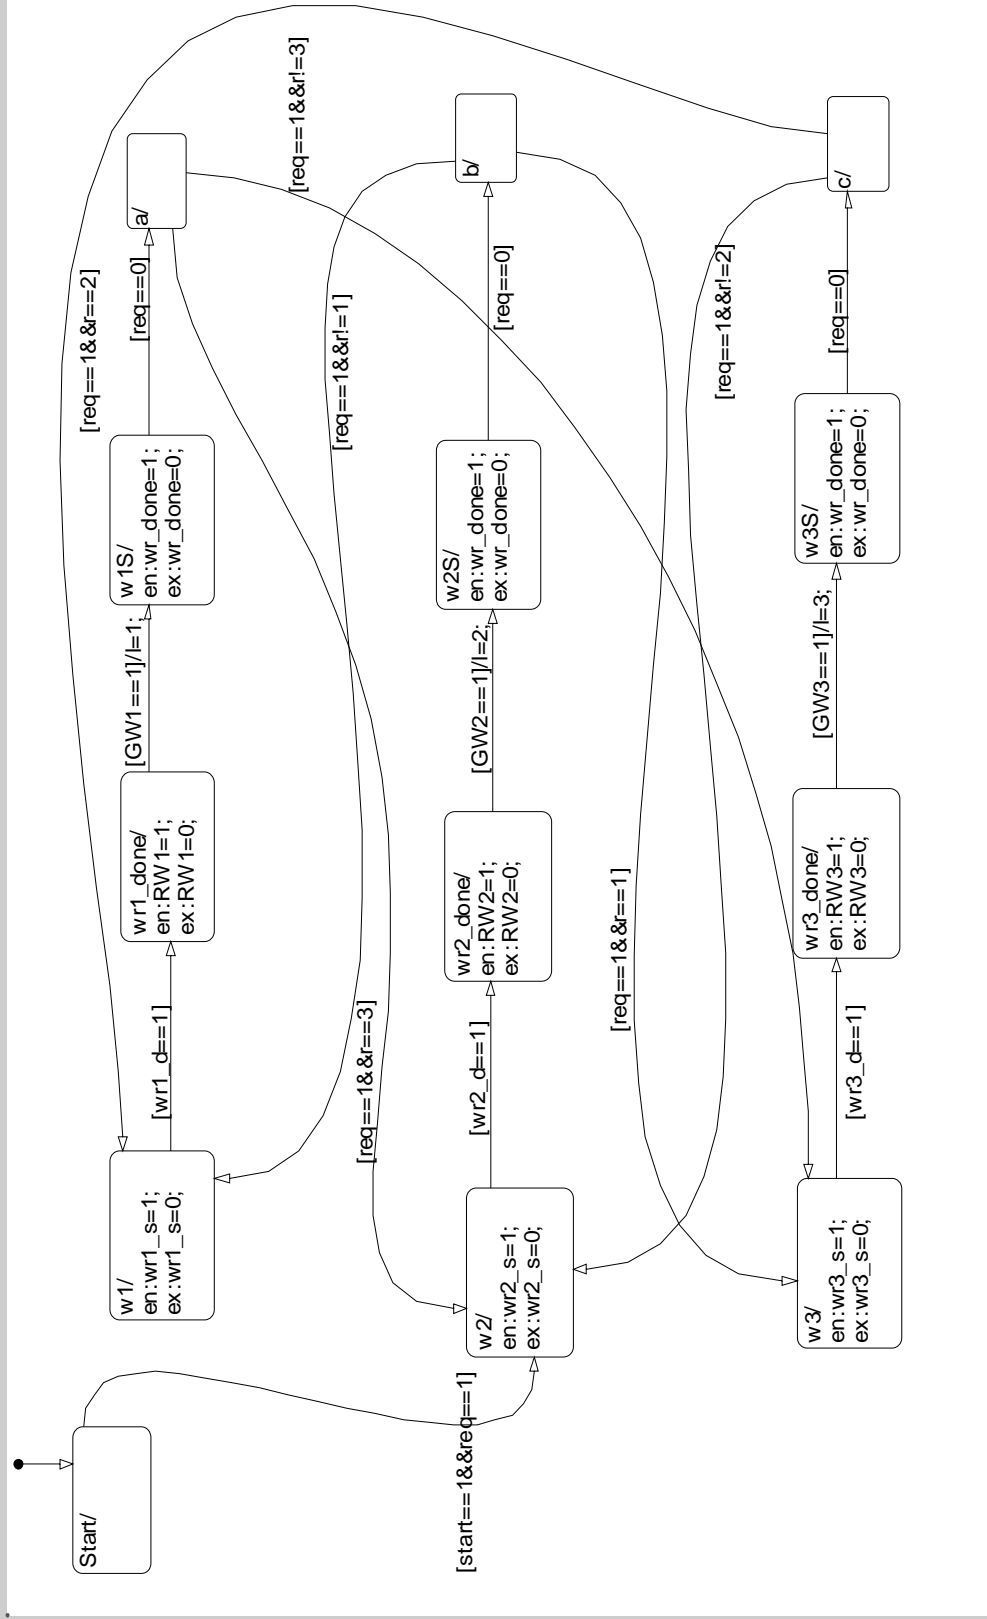 Start/
[start==1&&req==1]
w1/
en:wr1_s=1;
ex:wr1_s=0;
[wr1_d==1]
wr1_done/
en:RW1=1;
ex:RW1=0;
[GW1==1]/l=1;
w1S/
en:wr_done=1;
ex:wr_done=0;
[req==0]
a/
[req==1&&r==2]
[req==1&&r!=3]
[req==1&&r!=1]
[req==1&&r==3]
w2/
en:wr2_s=1;
ex:wr2_s=0;
[wr2_d==1]
wr2_done/
en:RW2=1;
ex:RW2=0;
[GW2==1]/l=2;
w2S/
en:wr_done=1;
ex:wr_done=0;
[req==0]
b/
[req==1&&r==1]
[req==1&&r!=2]
w3/
en:wr3_s=1;
ex:wr3_s=0;
[wr3_d==1]
wr3_done/
en:RW3=1;
ex:RW3=0;
[GW3==1]/l=3;
w3S/
en:wr_done=1;
ex:wr_done=0;
[req==0]
c/